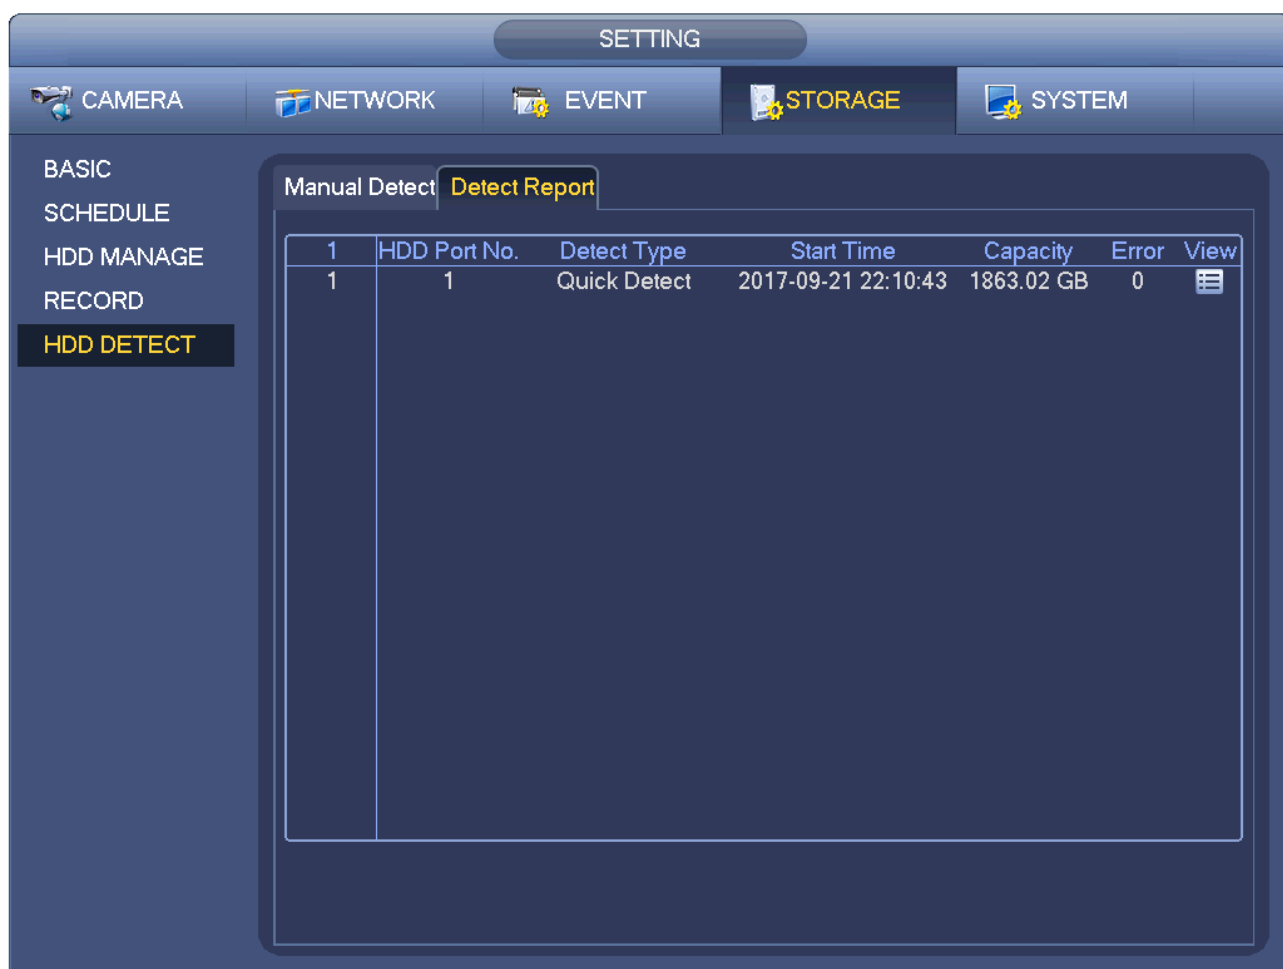 SETTING
CAMERA NETWORK EVENT STORAGE SYSTEM
BASIC
SCHEDULE
HDD MANAGE
RECORD
HDD DETECT
Manual Detect Detect Report
1 HDD Port No. Detect Type Start Time Capacity Error View
1 1 Quick Detect 2017-09-21 22:10:43 1863.02 GB 0